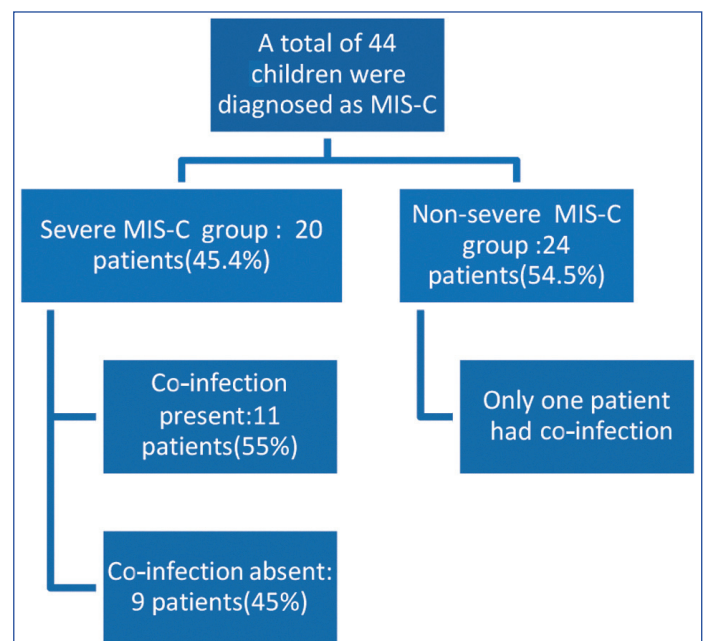 A total of 44
children were
diagnosed as MIS-C
Severe MIS-C group : 20
patients(45.4%)
Non-severe MIS-C
group :24
patients(54.5%)
Co-infection
present:11
patients(55%)
Only one patient
had co-infection
Co-infection absent:
9 patients(45%)